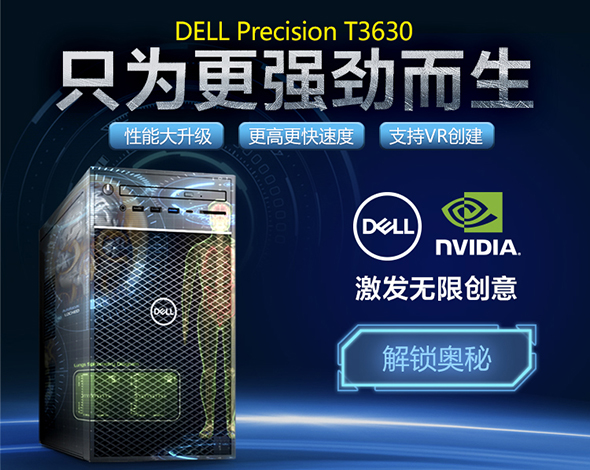 DELL Precision T3630
只为更强劲而生
性能大升级 更高更快速度 支持VR创建
DELL
NVIDIA.
激发无限创意
解锁奥秘
DELL